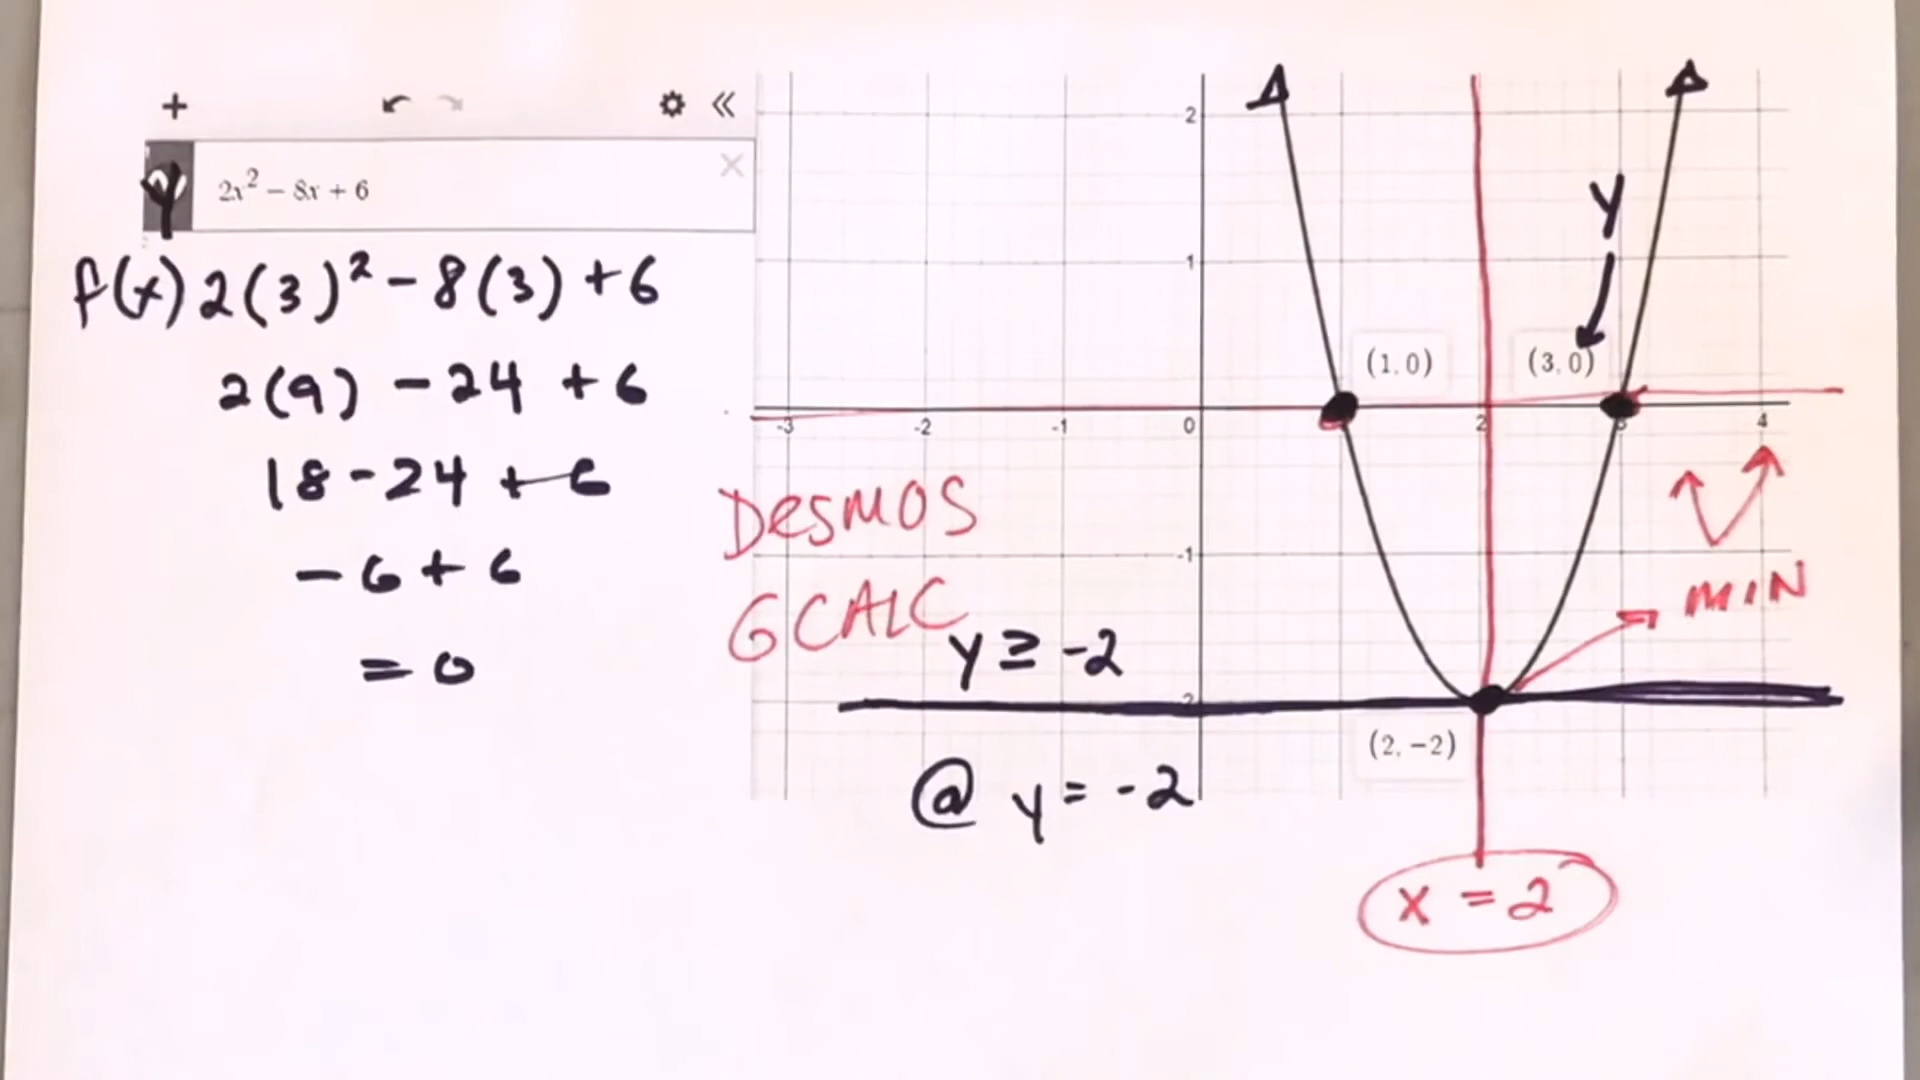 + «
y 2x² − 8x + 6 ×
f(x) 2(3)² - 8(3) + 6
2(9) - 24 + 6
18 - 24 + 6
- 6 + 6
= 0
DESMOS
GCALC
y ≥ -2
@ y = -2
2
1
-3 -2 -1 0 2 3 4
-1
-2
y
(1, 0) (3, 0)
MIN
(2, −2)
x = 2